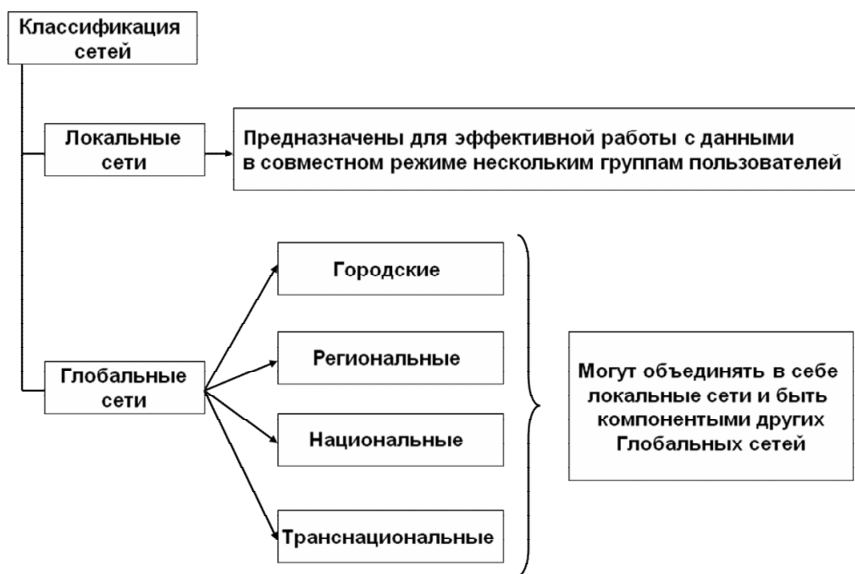 Классификация
сетей
Локальные
сети
Предназначены для эффективной работы с данными
в совместном режиме нескольким группам пользователей
Глобальные
сети
Городские
Региональные
Национальные
Транснациональные
Могут объединять в себе
локальные сети и быть
компонентыми других
Глобальных сетей